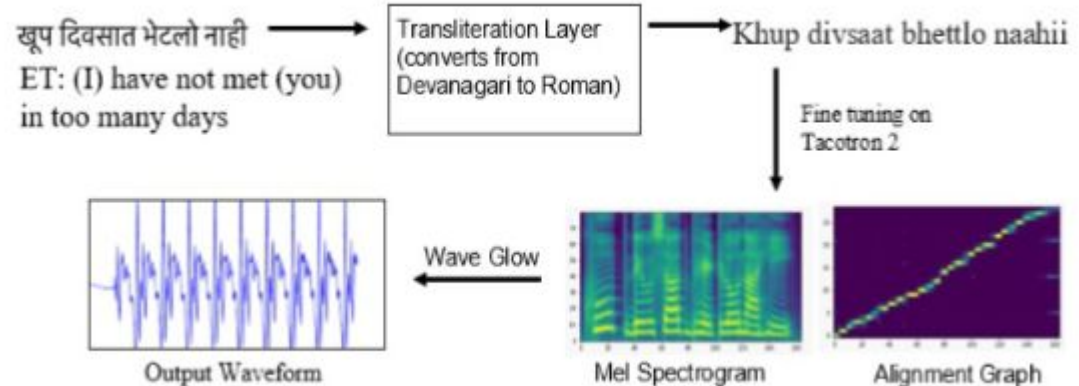 खूप दिवसात भेटलो नाही
ET: (I) have not met (you)
in too many days
Transliteration Layer
(converts from
Devanagari to Roman)
Khup divsaat bhettlo naahii
Fine tuning on
Tacotron 2
Wave Glow
Output Waveform
Mel Spectrogram
Alignment Graph